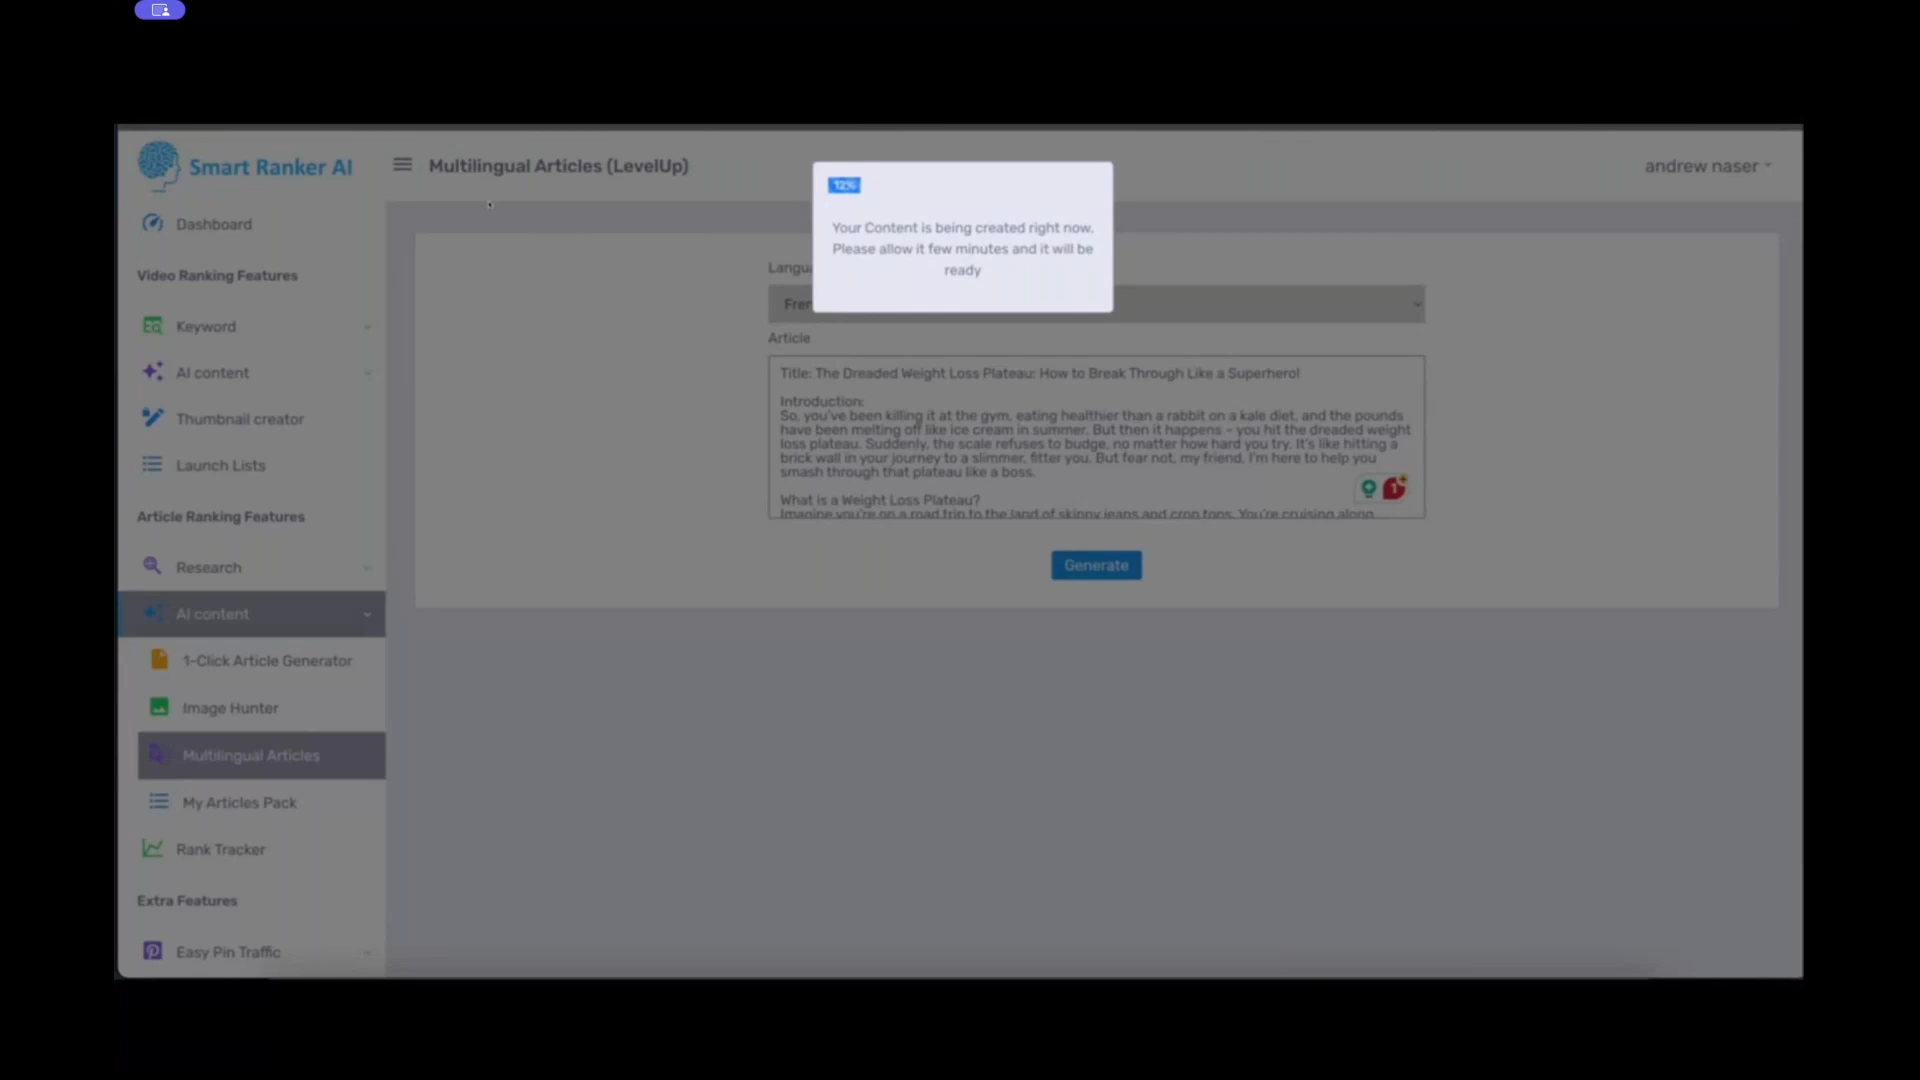 Smart Ranker AI
Multilingual Articles (LevelUp)
andrew naser
12%
Your Content is being created right now.
Please allow it few minutes and it will be
ready
Dashboard
Video Ranking Features
Keyword
AI content
Thumbnail creator
Launch Lists
Article Ranking Features
Research
AI content
1-Click Article Generator
Image Hunter
Multilingual Articles
My Articles Pack
Rank Tracker
Extra Features
Easy Pin Traffic
Article
Title: The Dreaded Weight Loss Plateau: How to Break Through Like a Superhero!
Introduction:
So, you've been killing it at the gym, eating healthier than a rabbit on a kale diet, and the pounds
have been melting off like ice cream in summer. But then it happens – you hit the dreaded weight
loss plateau. Suddenly, the scale refuses to budge, no matter how hard you try. It's like hitting a
brick wall in your journey to a slimmer, fitter you. But fear not, my friend, I'm here to help you
smash through that plateau like a boss.
What is a Weight Loss Plateau?
Imagine you're on a road trip to the land of skinny jeans and crop tops. You're cruising along
1
Generate